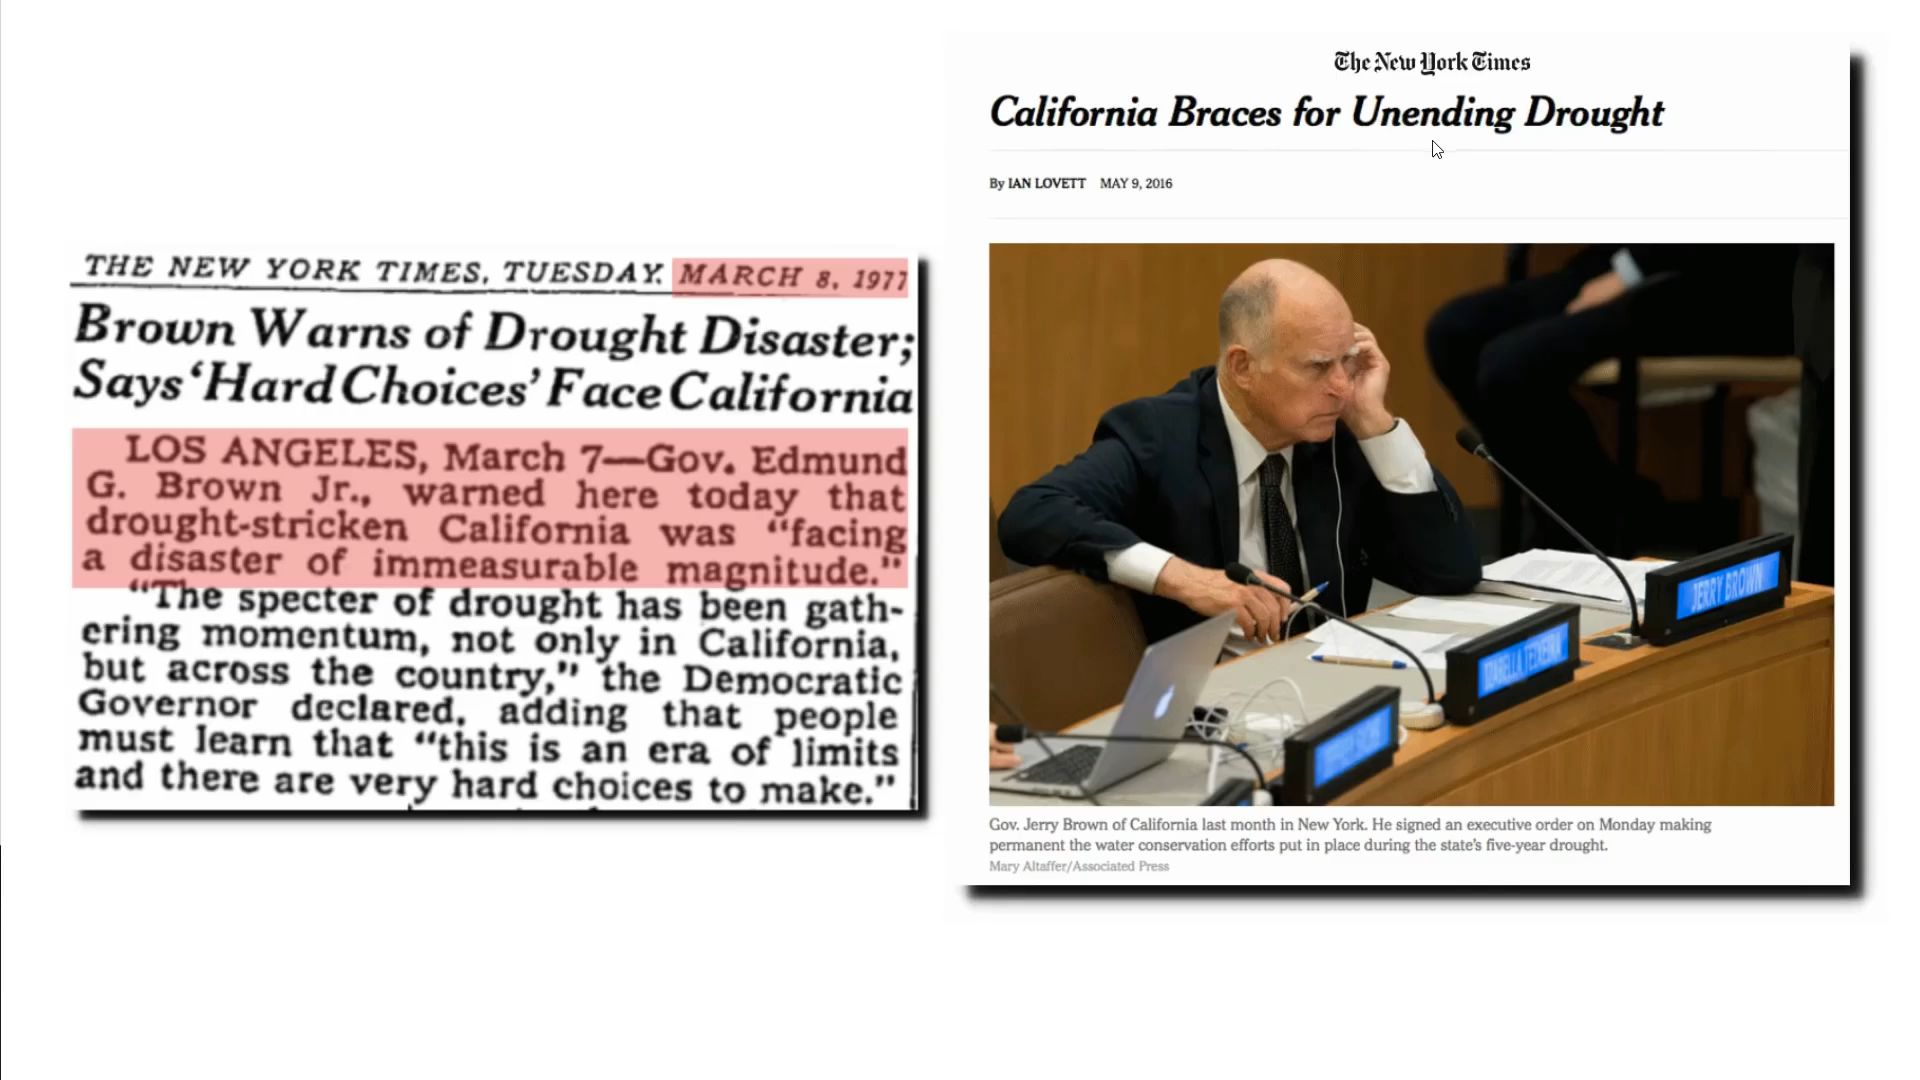 THE NEW YORK TIMES, TUESDAY, MARCH 8, 1977
Brown Warns of Drought Disaster;
Says 'Hard Choices' Face California
LOS ANGELES, March 7—Gov. Edmund
G. Brown Jr., warned here today that
drought-stricken California was "facing
a disaster of immeasurable magnitude."
"The specter of drought has been gath-
ering momentum, not only in California,
but across the country," the Democratic
Governor declared, adding that people
must learn that "this is an era of limits
and there are very hard choices to make."
The New York Times
California Braces for Unending Drought
By IAN LOVETT MAY 9, 2016
JERRY BROWN
IZABELLA TEIXEIRA
Gov. Jerry Brown of California last month in New York. He signed an executive order on Monday making
permanent the water conservation efforts put in place during the state's five-year drought.
Mary Altaffer/Associated Press